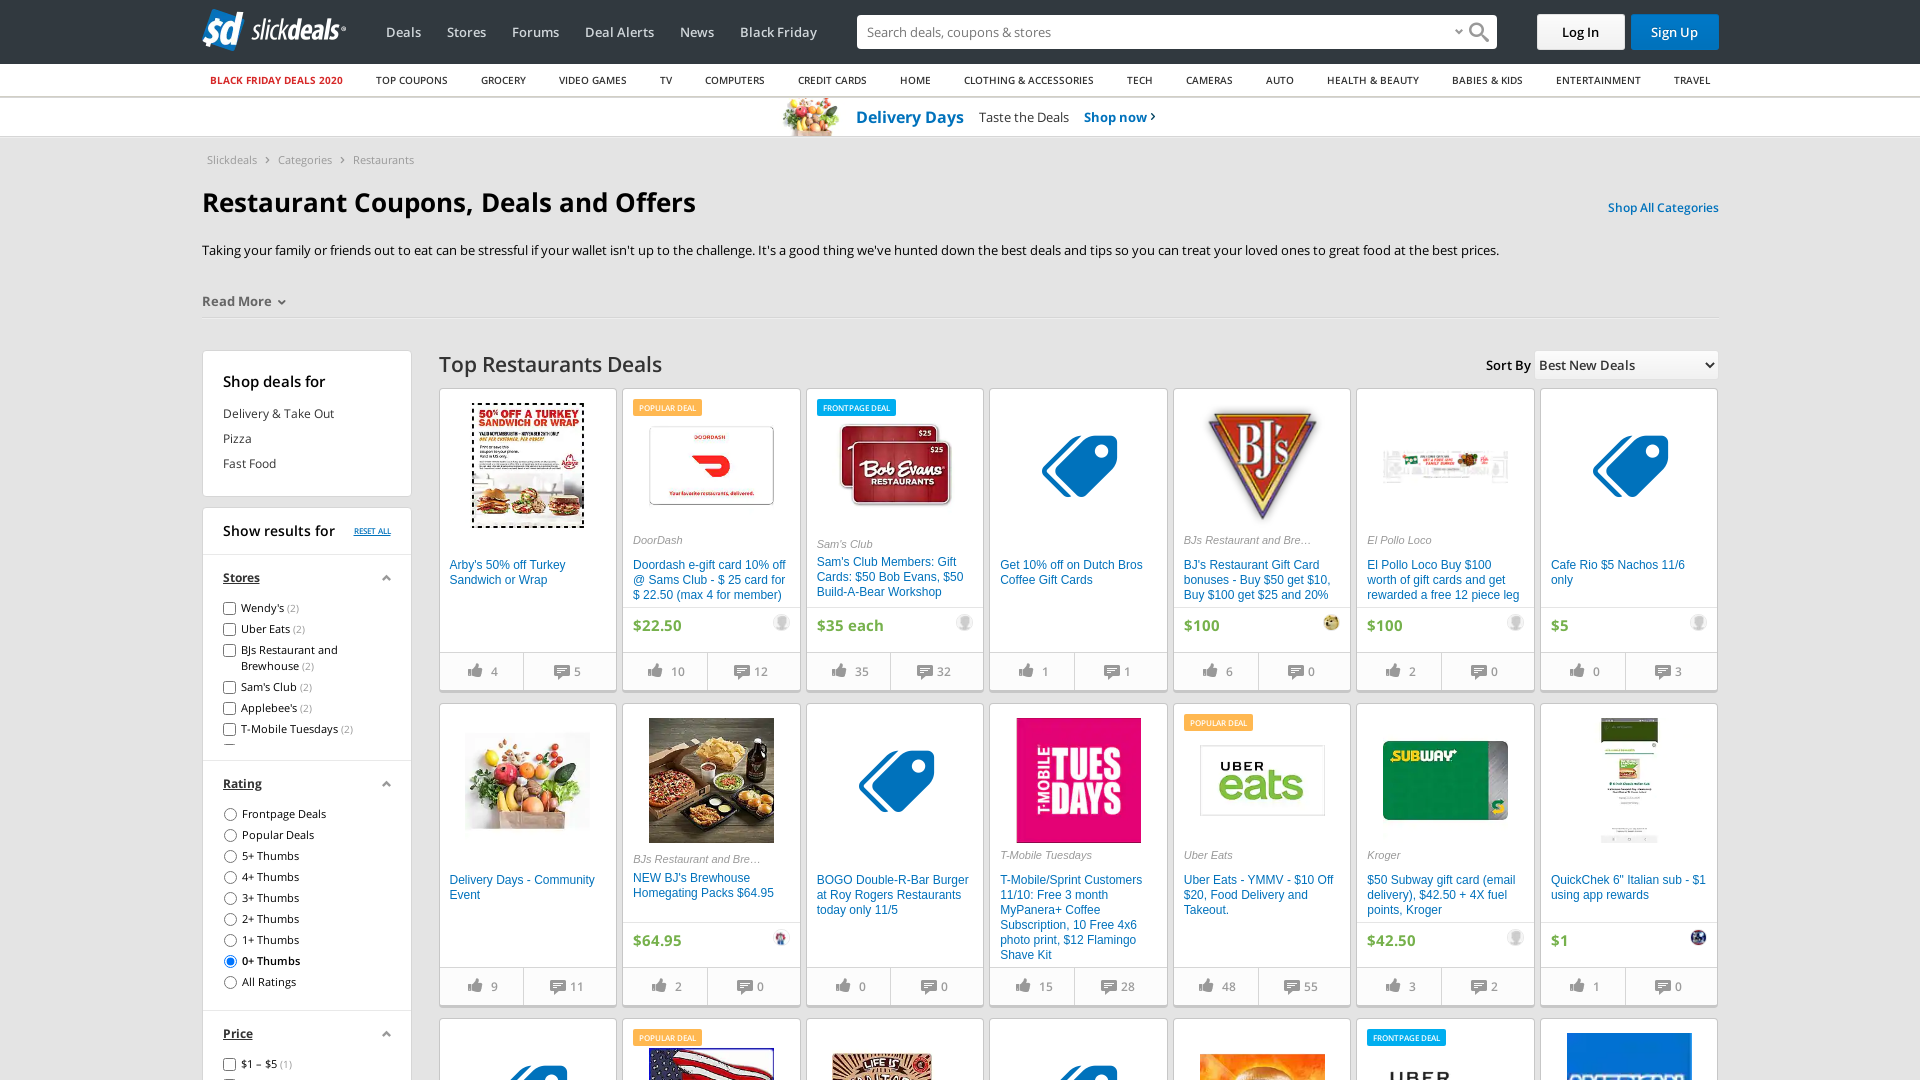 slickdeals
Deals
Stores
Forums
Deal Alerts
News
Black Friday
Search deals, coupons & stores
Log In
Sign Up
BLACK FRIDAY DEALS 2020
TOP COUPONS
GROCERY
VIDEO GAMES
TV
COMPUTERS
CREDIT CARDS
HOME
CLOTHING & ACCESSORIES
TECH
CAMERAS
AUTO
HEALTH & BEAUTY
BABIES & KIDS
ENTERTAINMENT
TRAVEL
Delivery Days Taste the Deals Shop now
Slickdeals > Categories > Restaurants
Restaurant Coupons, Deals and Offers
Shop All Categories
Taking your family or friends out to eat can be stressful if your wallet isn't up to the challenge. It's a good thing we've hunted down the best deals and tips so you can treat your loved ones to great food at the best prices.
Read More
Shop deals for
Delivery & Take Out
Pizza
Fast Food
Show results for RESET ALL
Stores
Wendy's (2)
Uber Eats (2)
BJs Restaurant and
Brewhouse (2)
Sam's Club (2)
Applebee's (2)
T-Mobile Tuesdays (2)
Rating
Frontpage Deals
Popular Deals
5+ Thumbs
4+ Thumbs
3+ Thumbs
2+ Thumbs
1+ Thumbs
0+ Thumbs
All Ratings
Price
$1 – $5 (1)
Top Restaurants Deals
Sort By Best New Deals
50% OFF A TURKEY
SANDWICH OR WRAP
Arby's 50% off Turkey
Sandwich or Wrap
4 5
POPULAR DEAL
DOORDASH
Your favorite restaurants, delivered.
DoorDash
Doordash e-gift card 10% off
@ Sams Club - $ 25 card for
$ 22.50 (max 4 for member)
$22.50
10 12
FRONTPAGE DEAL
$25
$25
Bob Evans
RESTAURANTS
Sam's Club
Sam's Club Members: Gift
Cards: $50 Bob Evans, $50
Build-A-Bear Workshop
$35 each
35 32
Get 10% off on Dutch Bros
Coffee Gift Cards
1 1
BJ's
BJs Restaurant and Bre…
BJ's Restaurant Gift Card
bonuses - Buy $50 get $10,
Buy $100 get $25 and 20%
$100
6 0
El Pollo Loco
El Pollo Loco Buy $100
worth of gift cards and get
rewarded a free 12 piece leg
$100
2 0
Cafe Rio $5 Nachos 11/6
only
$5
0 3
Delivery Days - Community
Event
9 11
BJs Restaurant and Bre…
NEW BJ's Brewhouse
Homegating Packs $64.95
$64.95
2 0
BOGO Double-R-Bar Burger
at Roy Rogers Restaurants
today only 11/5
0 0
T-MOBILE
TUES
DAYS
T-Mobile Tuesdays
T-Mobile/Sprint Customers
11/10: Free 3 month
MyPanera+ Coffee
Subscription, 10 Free 4x6
photo print, $12 Flamingo
Shave Kit
15 28
POPULAR DEAL
UBER
eats
Uber Eats
Uber Eats - YMMV - $10 Off
$20, Food Delivery and
Takeout.
48 55
SUBWAY
Kroger
$50 Subway gift card (email
delivery), $42.50 + 4X fuel
points, Kroger
$42.50
3 2
QuickChek 6" Italian sub - $1
using app rewards
$1
1 0
POPULAR DEAL
LIFE IS
FRONTPAGE DEAL
UBER
AMERICAN